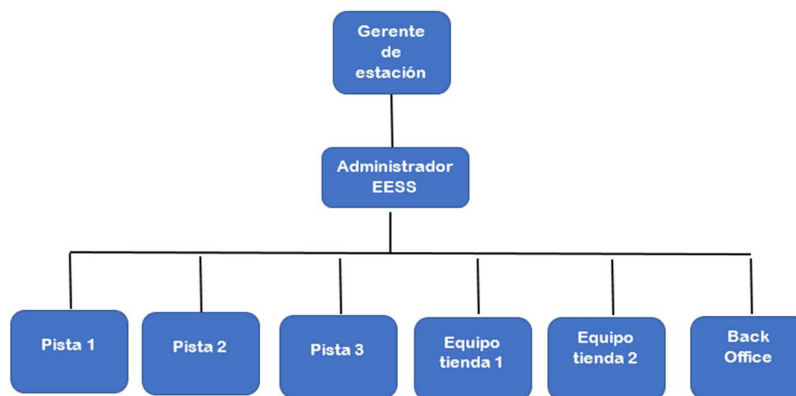 Gerente
de
estación
Administrador
EESS
Pista 1
Pista 2
Pista 3
Equipo
tienda 1
Equipo
tienda 2
Back
Office